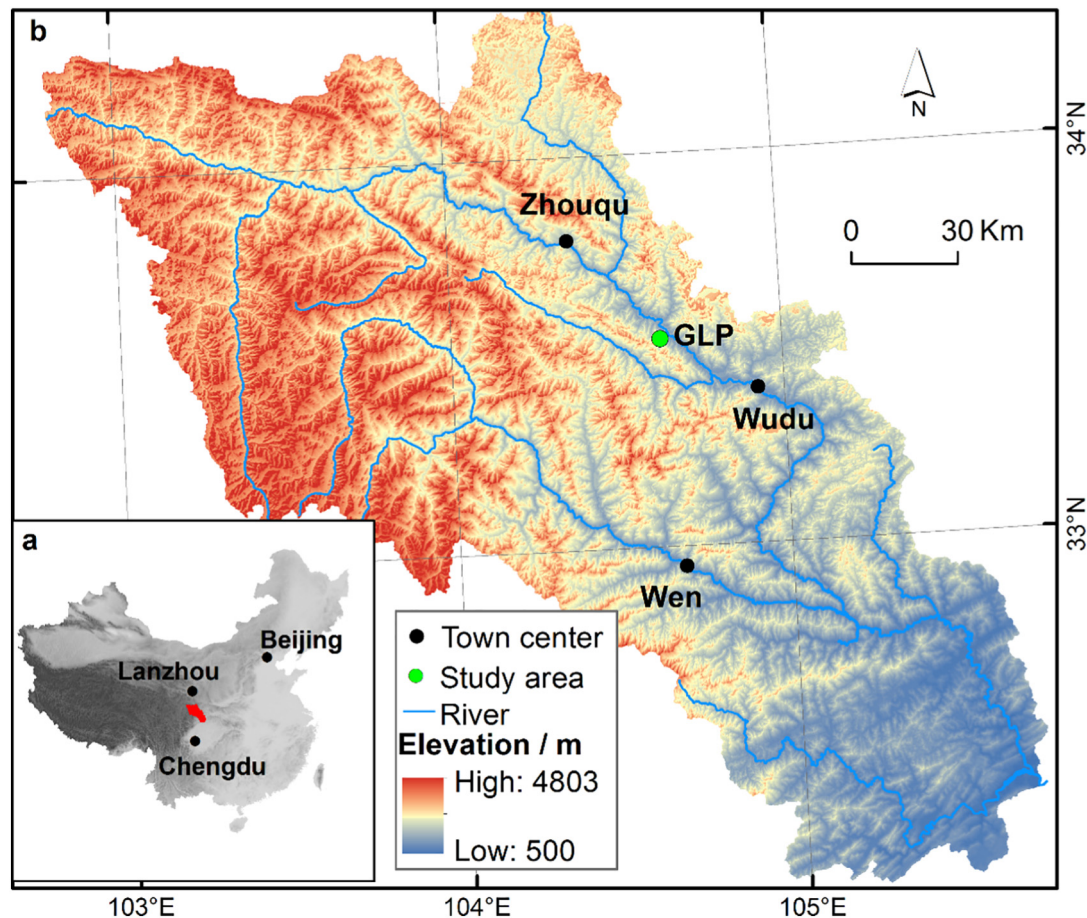 b
N
34°N
Zhouqu
0 30 Km
GLP
Wudu
33°N
Wen
a
Beijing
Lanzhou
Chengdu
Town center
Study area
River
Elevation / m
High: 4803
Low: 500
103°E 104°E 105°E